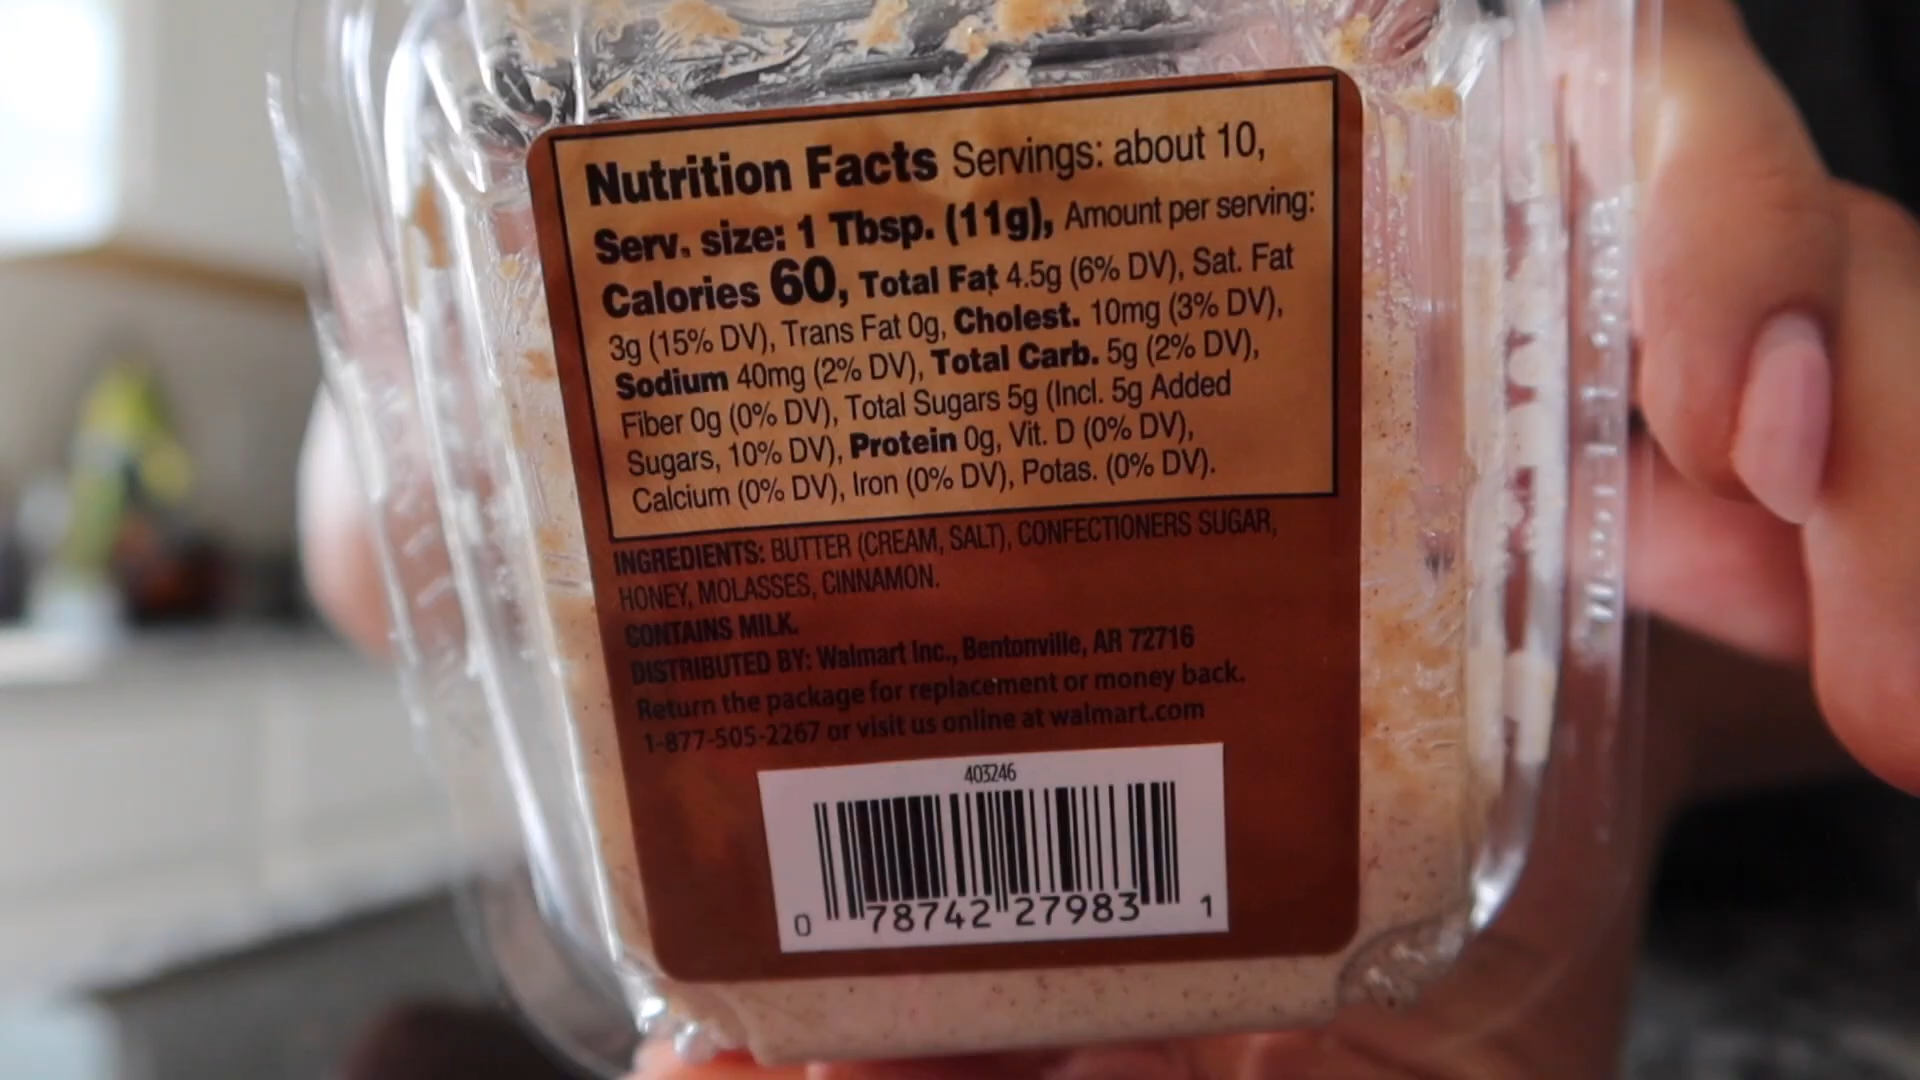 Nutrition Facts Servings: about 10,
Serv. size: 1 Tbsp. (11g), Amount per serving:
Calories 60, Total Fat 4.5g (6% DV), Sat. Fat
3g (15% DV), Trans Fat 0g, Cholest. 10mg (3% DV),
Sodium 40mg (2% DV), Total Carb. 5g (2% DV),
Fiber 0g (0% DV), Total Sugars 5g (Incl. 5g Added
Sugars, 10% DV), Protein 0g, Vit. D (0% DV),
Calcium (0% DV), Iron (0% DV), Potas. (0% DV).
INGREDIENTS: BUTTER (CREAM, SALT), CONFECTIONERS SUGAR,
HONEY, MOLASSES, CINNAMON.
CONTAINS MILK.
DISTRIBUTED BY: Walmart Inc., Bentonville, AR 72716
Return the package for replacement or money back.
1-877-505-2267 or visit us online at walmart.com
403246
0 78742 27983 1